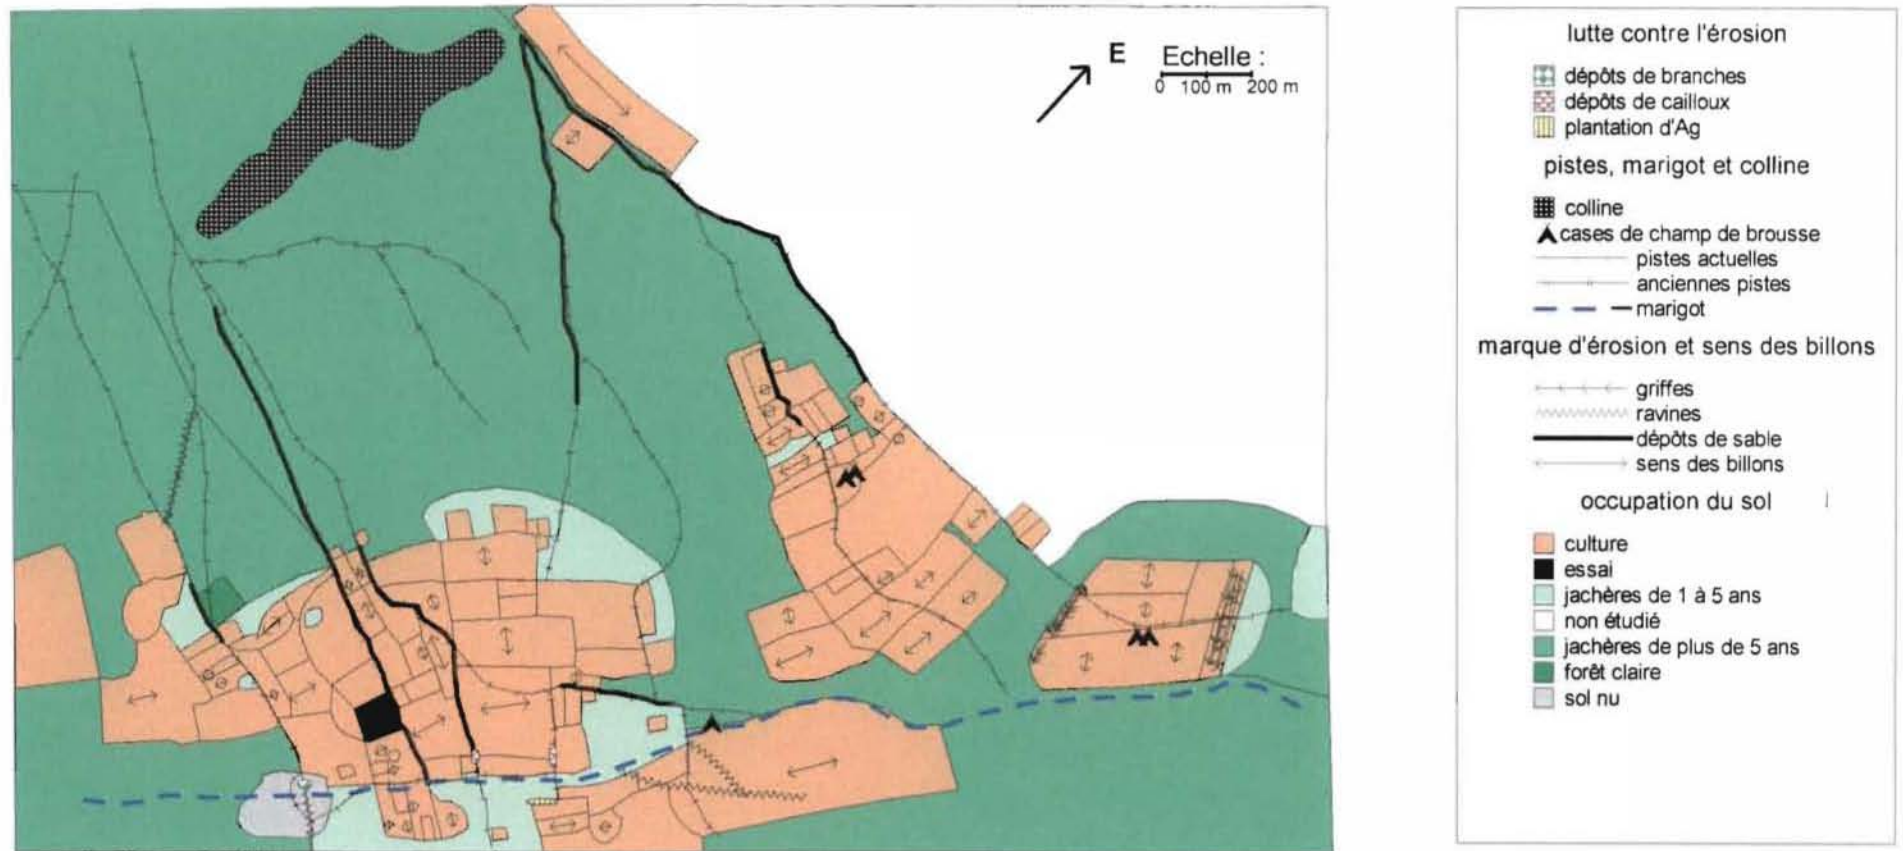 E Echelle :
0 100 m 200 m
lutte contre l'érosion
dépôts de branches
dépôts de cailloux
plantation d'Ag
pistes, marigot et colline
colline
cases de champ de brousse
pistes actuelles
anciennes pistes
marigot
marque d'érosion et sens des billons
griffes
ravines
dépôts de sable
sens des billons
occupation du sol
culture
essai
jachères de 1 à 5 ans
non étudié
jachères de plus de 5 ans
forêt claire
sol nu